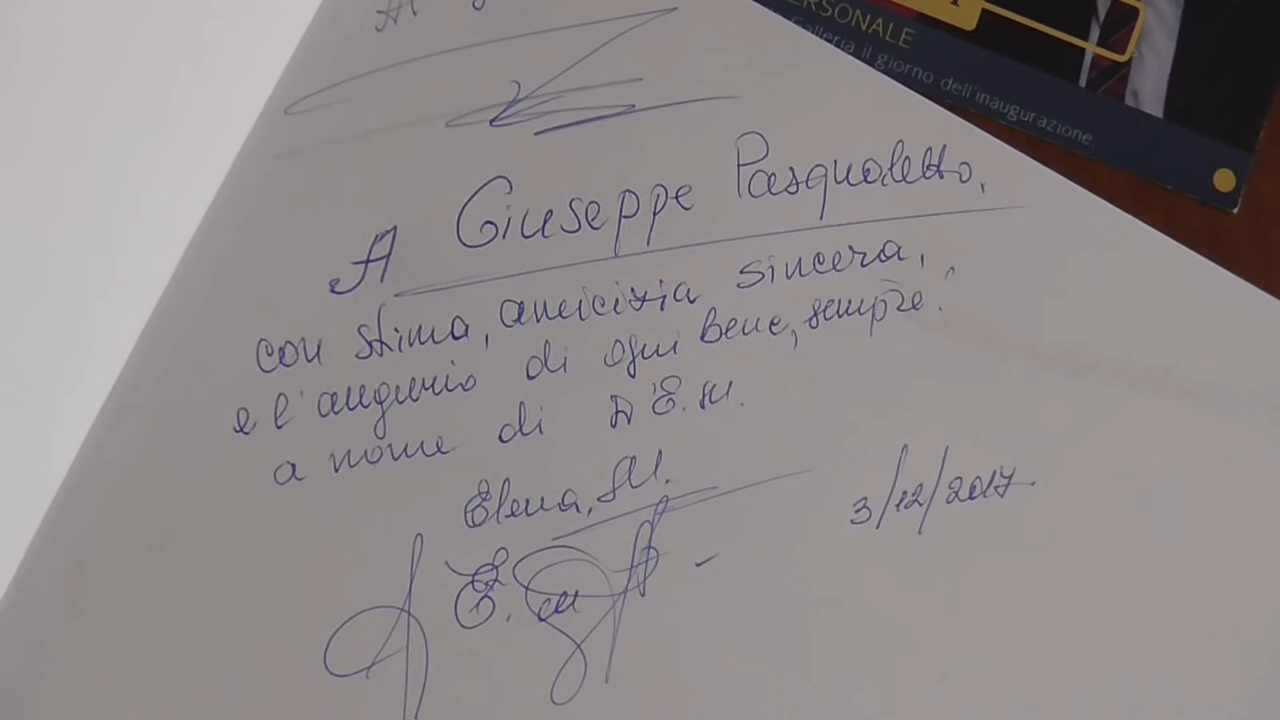 ERSONALE
Galleria il giorno dell'inaugurazione.
A Giuseppe Pasqualetto,
con stima, amicizia sincera,
e l'augurio di ogni bene, sempre!
a nome di D'E.M.
Elena, M.
3/12/2017
E. M